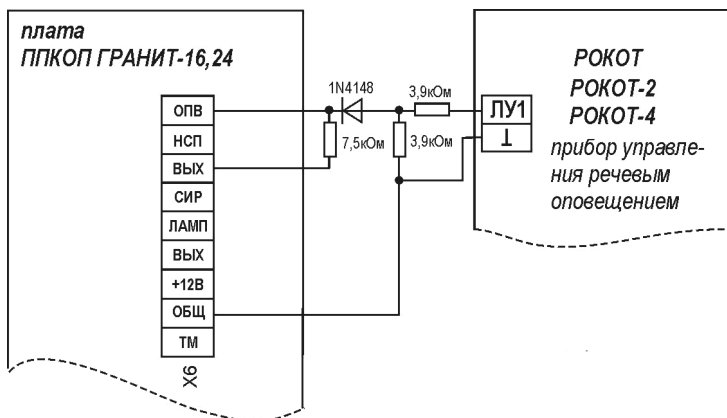 плата
ППКОП ГРАНИТ-16,24
ОПВ
НСП
ВЫХ
СИР
ЛАМП
ВЫХ
+12В
ОБЩ
ТМ
X6
1N4148
7,5кОм
3,9кОм
3,9кОм
ЛУ1
⊥
РОКОТ
РОКОТ-2
РОКОТ-4
прибор управле-
ния речевым
оповещением